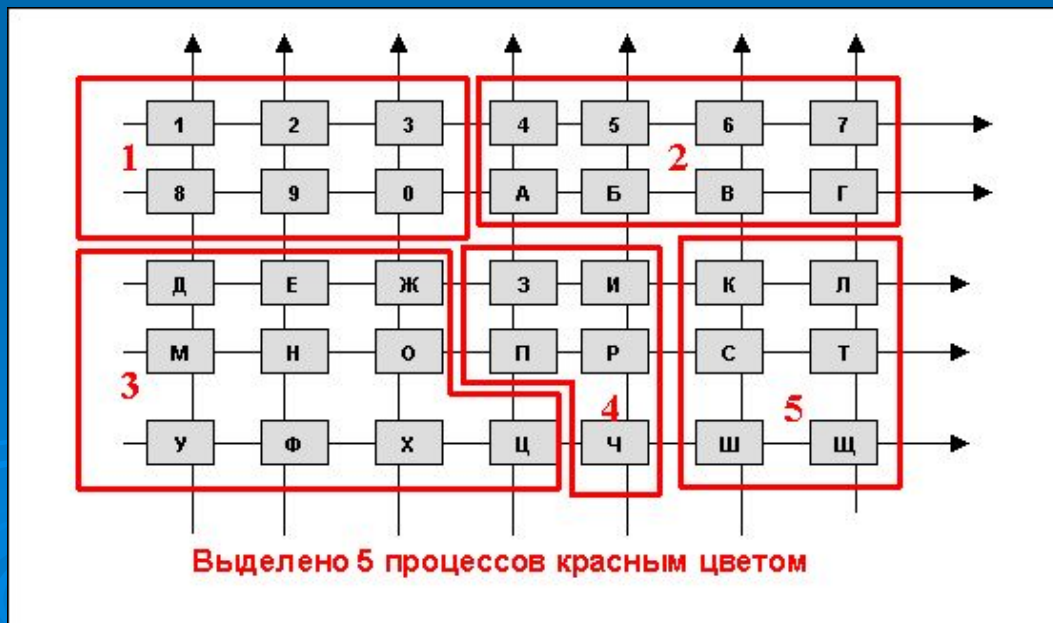 1 2 3 4 5 6 7
1 2
8 9 0 А Б В Г
Д Е Ж З И К Л
М Н О П Р С Т
3 4 5
У Ф Х Ц Ч Ш Щ
Выделено 5 процессов красным цветом